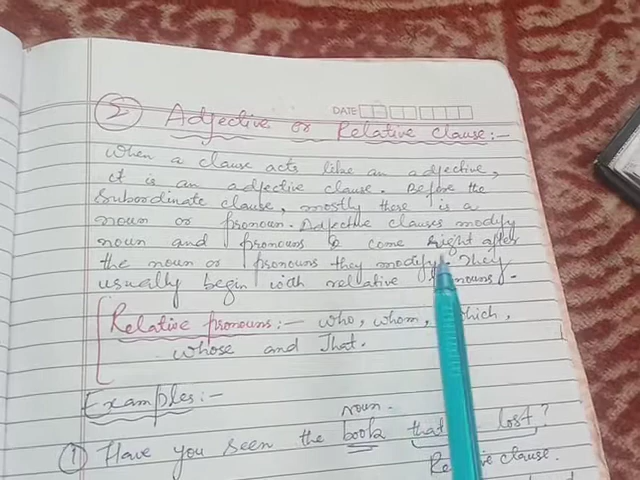 DATE
2 Adjective or Relative clause:-
When a clause acts like an adjective,
it is an adjective clause. Before the
Subordinate clause, mostly there is a
noun or pronoun. Adjective clauses modify
noun and pronouns & come right after
the noun or pronouns they modify. They
usually begin with relative
Relative pronouns:- who, whom, which,
whose and That.
Examples:-
noun.
1 Have you seen the book that lost?
clause.